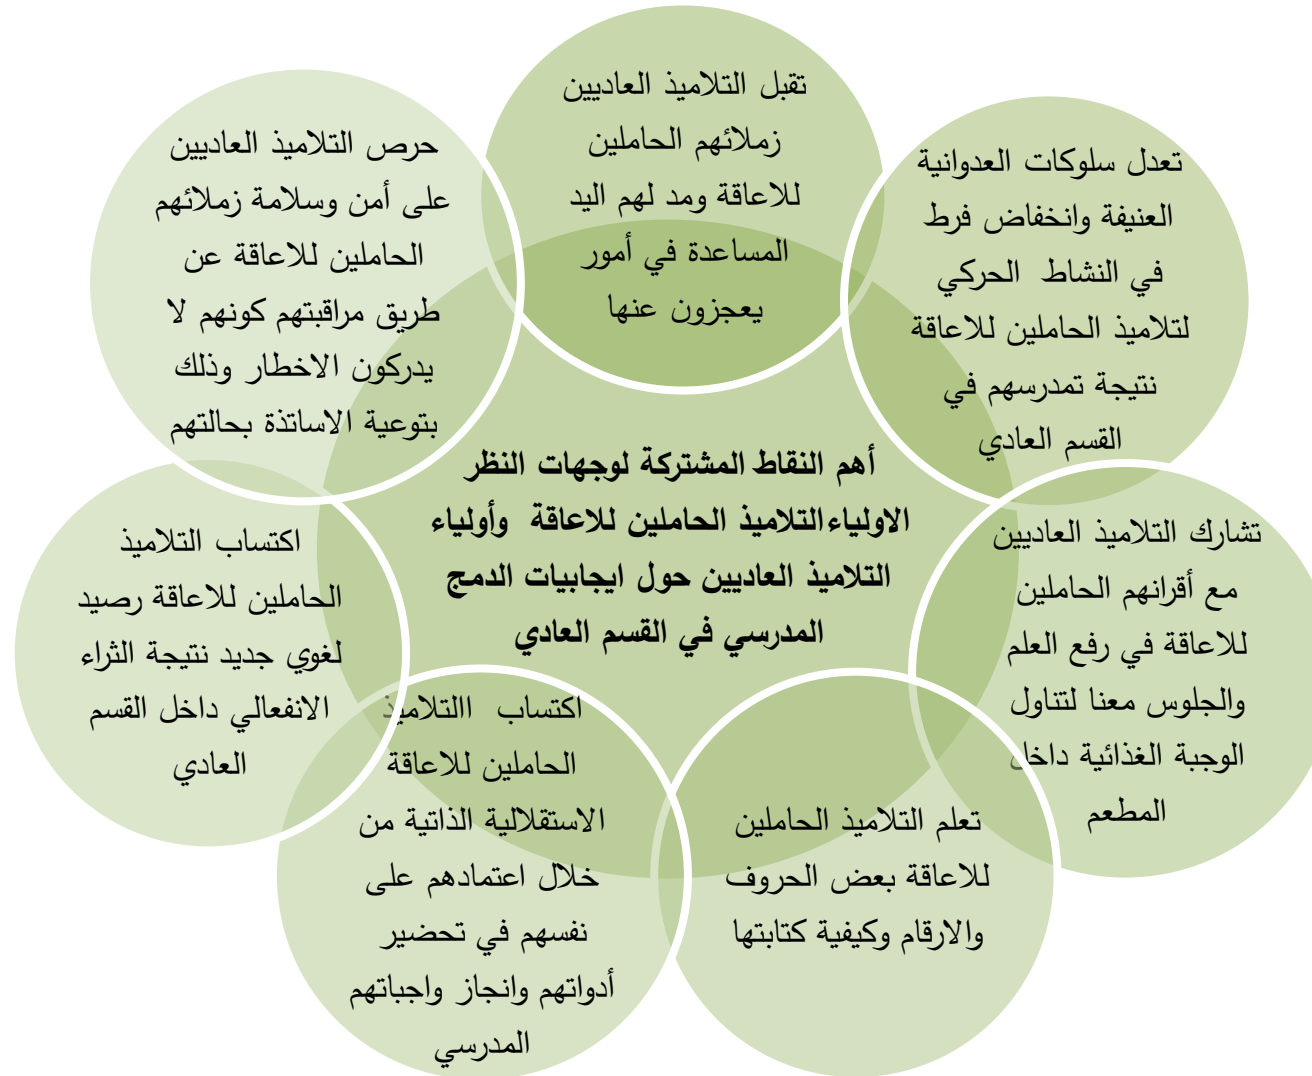 تقبل التلاميذ العاديين
زملائهم الحاملين
للاعاقة ومد لهم اليد
المساعدة في أمور
يعجزون عنها
تعدل سلوكات العدوانية
العنيفة وانخفاض فرط
في النشاط الحركي
لتلاميذ الحاملين للاعاقة
نتيجة تمدرسهم في
القسم العادي
تشارك التلاميذ العاديين
مع أقرانهم الحاملين
للاعاقة في رفع العلم
والجلوس معنا لتناول
الوجبة الغذائية داخل
المطعم
تعلم التلاميذ الحاملين
للاعاقة بعض الحروف
والارقام وكيفية كتابتها
اكتساب االتلاميذ
الحاملين للاعاقة
الاستقلالية الذاتية من
خلال اعتمادهم على
نفسهم في تحضير
أدواتهم وانجاز واجباتهم
المدرسي
اكتساب التلاميذ
الحاملين للاعاقة رصيد
لغوي جديد نتيجة الثراء
الانفعالي داخل القسم
العادي
حرص التلاميذ العاديين
على أمن وسلامة زملائهم
الحاملين للاعاقة عن
طريق مراقبتهم كونهم لا
يدركون الاخطار وذلك
بتوعية الاساتذة بحالتهم
أهم النقاط المشتركة لوجهات النظر
الاولياء التلاميذ الحاملين للاعاقة وأولياء
التلاميذ العاديين حول ايجابيات الدمج
المدرسي في القسم العادي